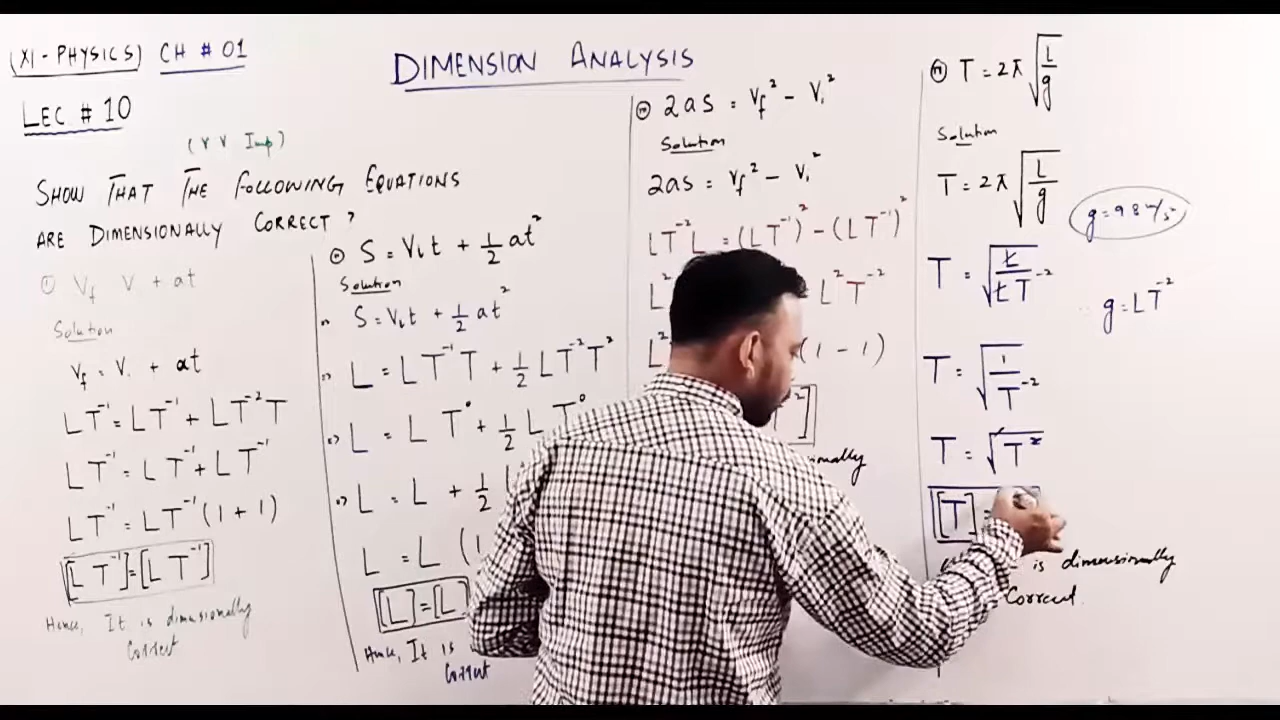 (XI - PHYSICS) CH # 01
LEC # 10
DIMENSION ANALYSIS
(V V Imp)
SHOW THAT THE FOLLOWING EQUATIONS
ARE DIMENSIONALLY CORRECT ?
① Vf V + at
Solution
Vf = Vi + at
LT⁻¹ = LT⁻¹ + LT⁻²T
LT⁻¹ = LT⁻¹ + LT⁻¹
LT⁻¹ = LT⁻¹ (1 + 1)
[LT⁻¹] = [LT⁻¹]
Hence, It is dimensionally
Correct
S = Vit + ½ at²
Solution
S = Vit + ½ at²
L = LT⁻¹T + ½ LT⁻²T²
L = LT⁰ + ½ LT⁰
L = L + ½
L = L (1
[L] = [L
Hence, It is
Correct
2as = Vf² - Vi²
Solution
2as = Vf² - Vi²
LT⁻²L = (LT⁻¹)² - (LT⁻¹)²
L² L²T⁻²
L² (1 - 1)
²]
T = 2π√(L/g)
Solution
T = 2π√(L/g)
g = 9.8 m/s²
T = √(L/LT⁻²)
g = LT⁻²
T = √(1/T⁻²)
T = √T²
[T] =
is dimensionally
Correct.